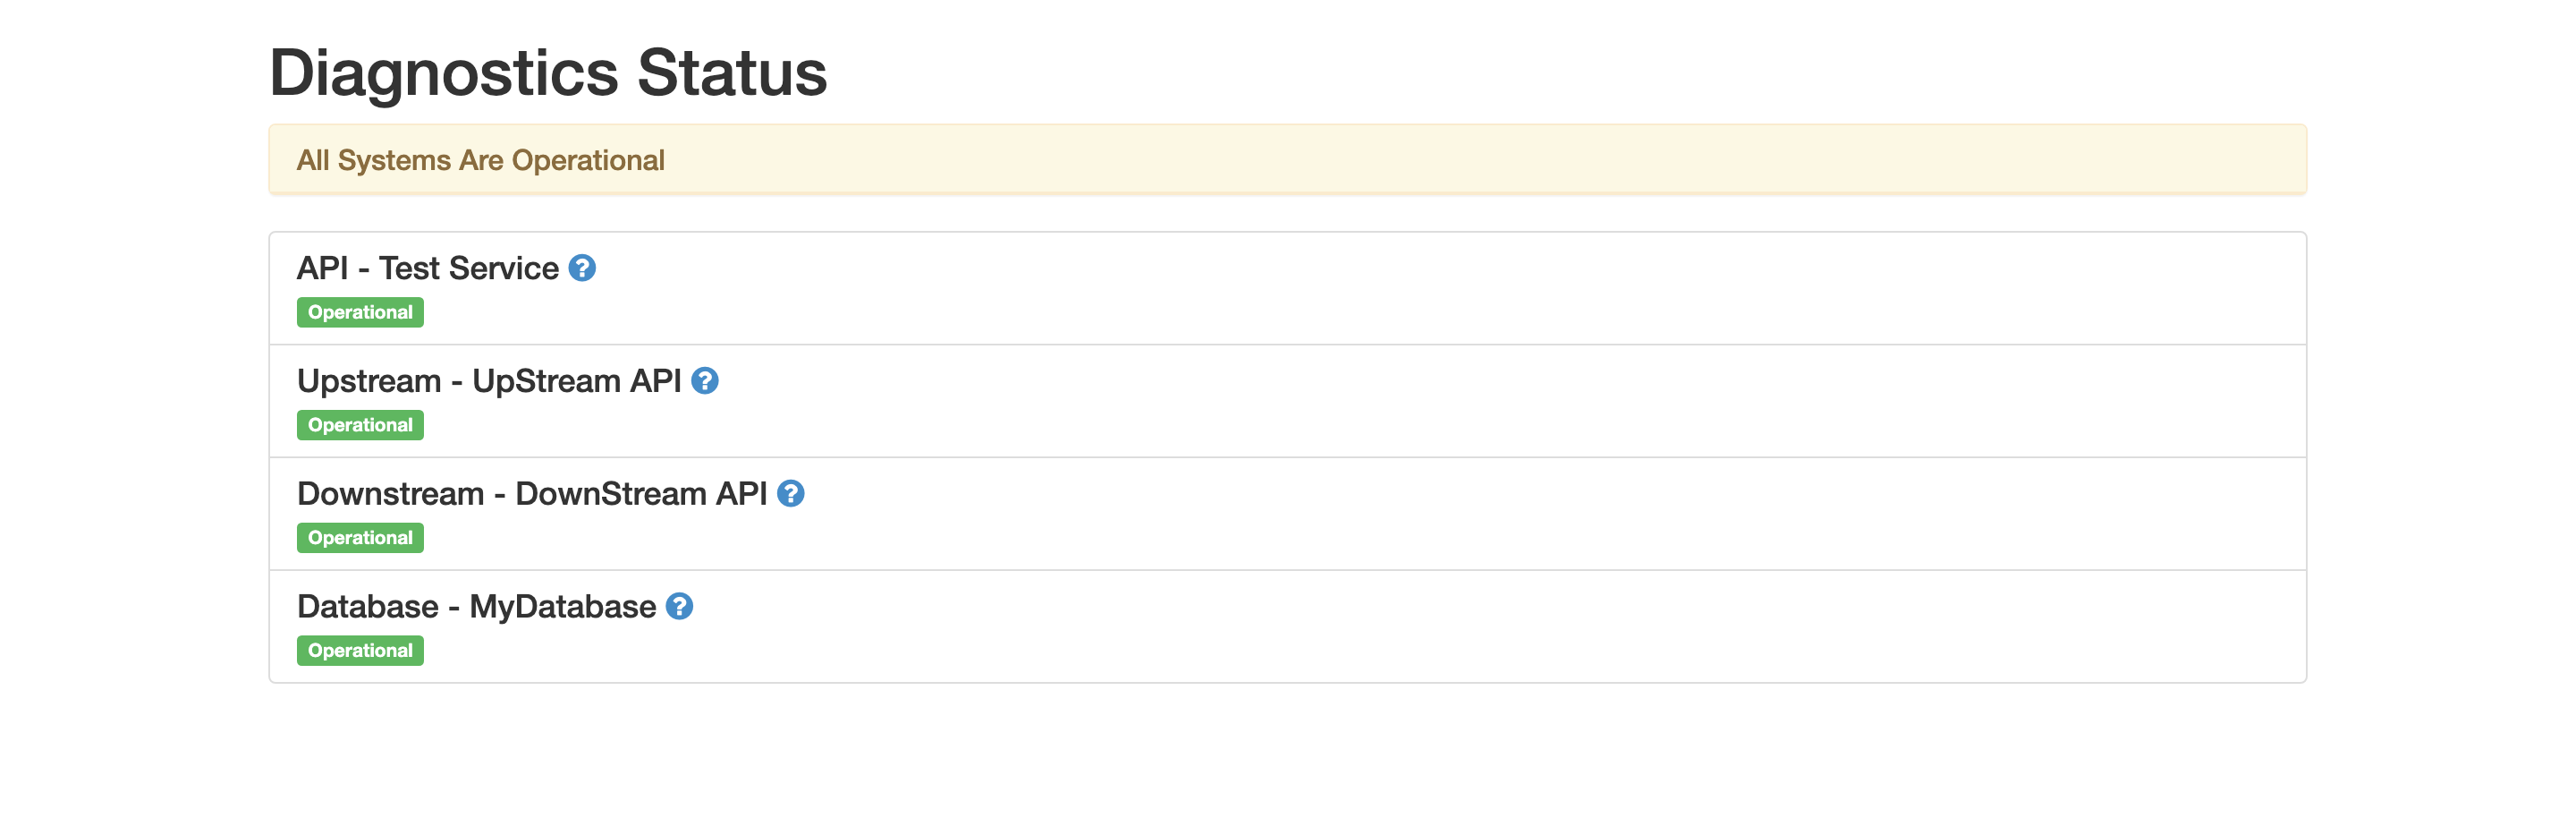 Diagnostics Status
All Systems Are Operational
API - Test Service ?
Operational
Upstream - UpStream API ?
Operational
Downstream - DownStream API ?
Operational
Database - MyDatabase ?
Operational